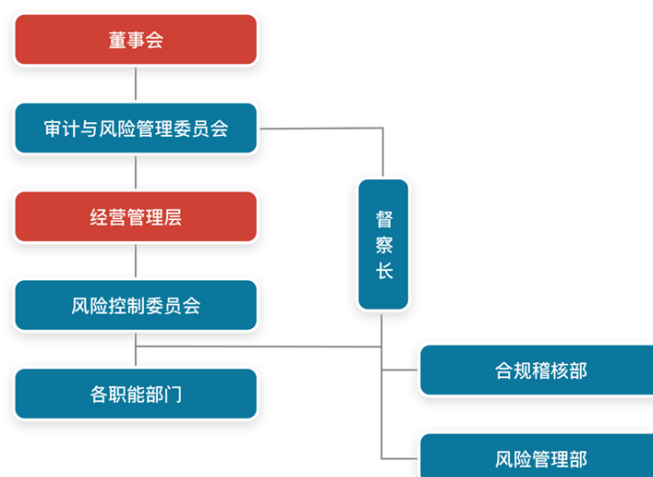 董事会
审计与风险管理委员会
经营管理层
督察长
风险控制委员会
合规稽核部
各职能部门
风险管理部